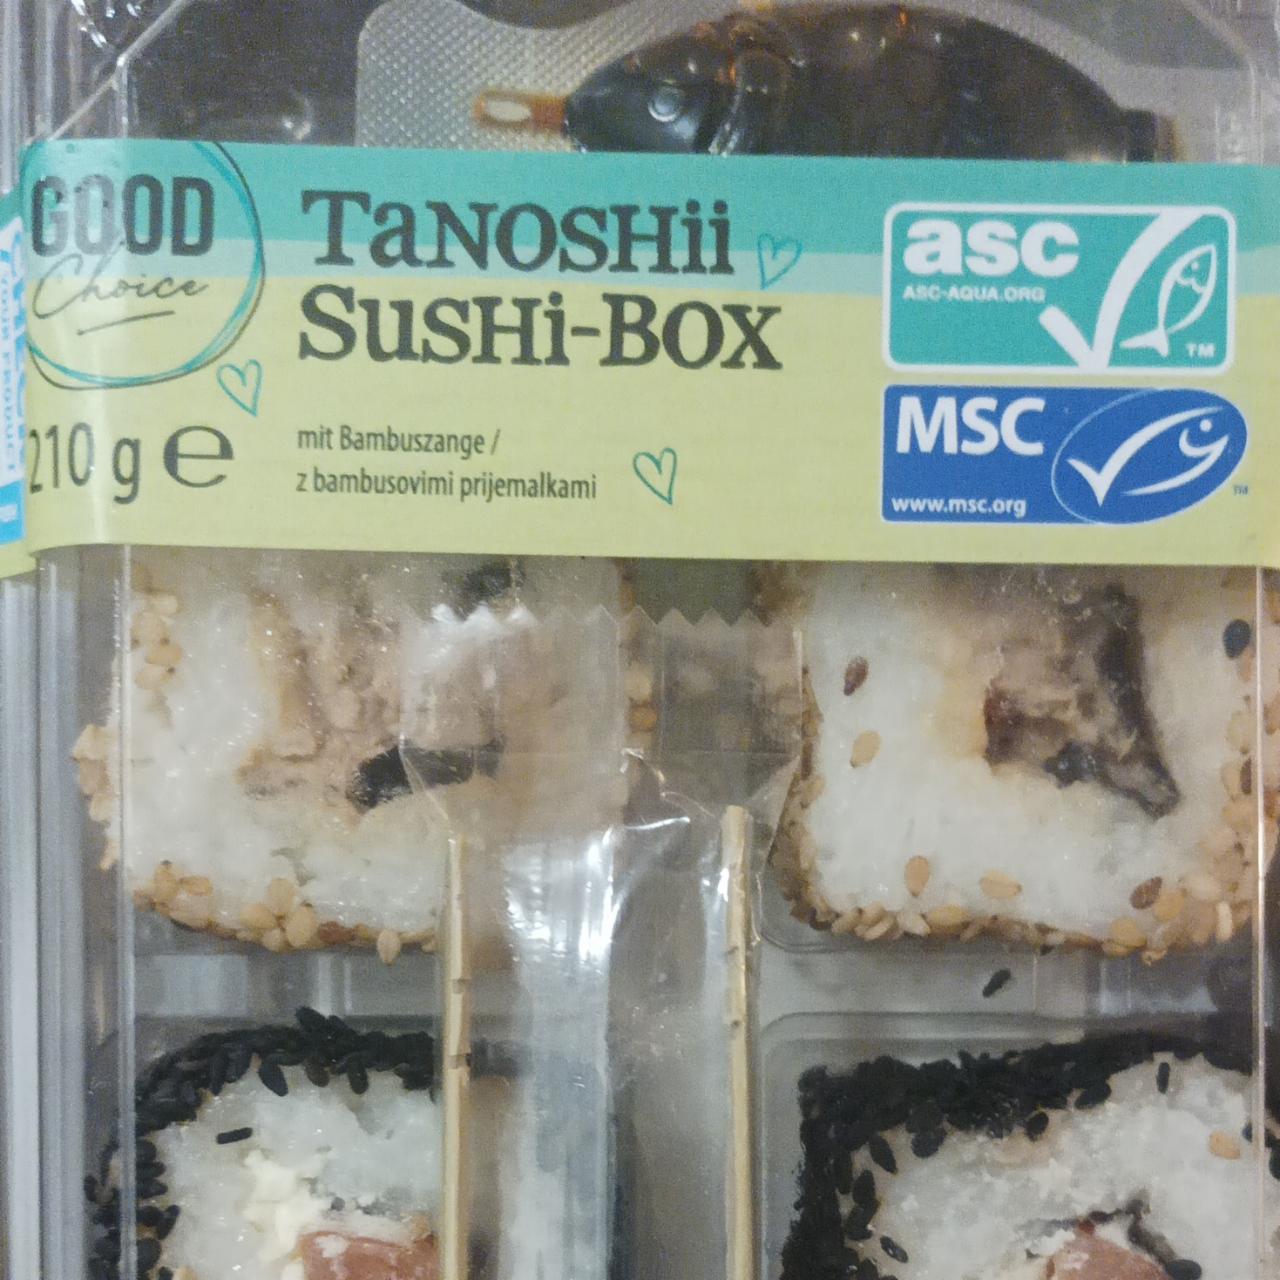 GOOD
Choice
TaNOSHii
SusHi-BOX
210 g e
mit Bambuszange /
z bambusovimi prijemalkami
asc
ASC-AQUA.ORG
TM
MSC
www.msc.org
TM